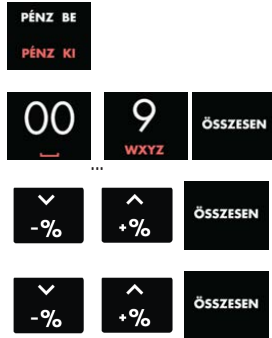 PÉNZ BE
PÉNZ KI
00 9 ÖSSZESEN
WXYZ
...
-% +% ÖSSZESEN
-% +% ÖSSZESEN